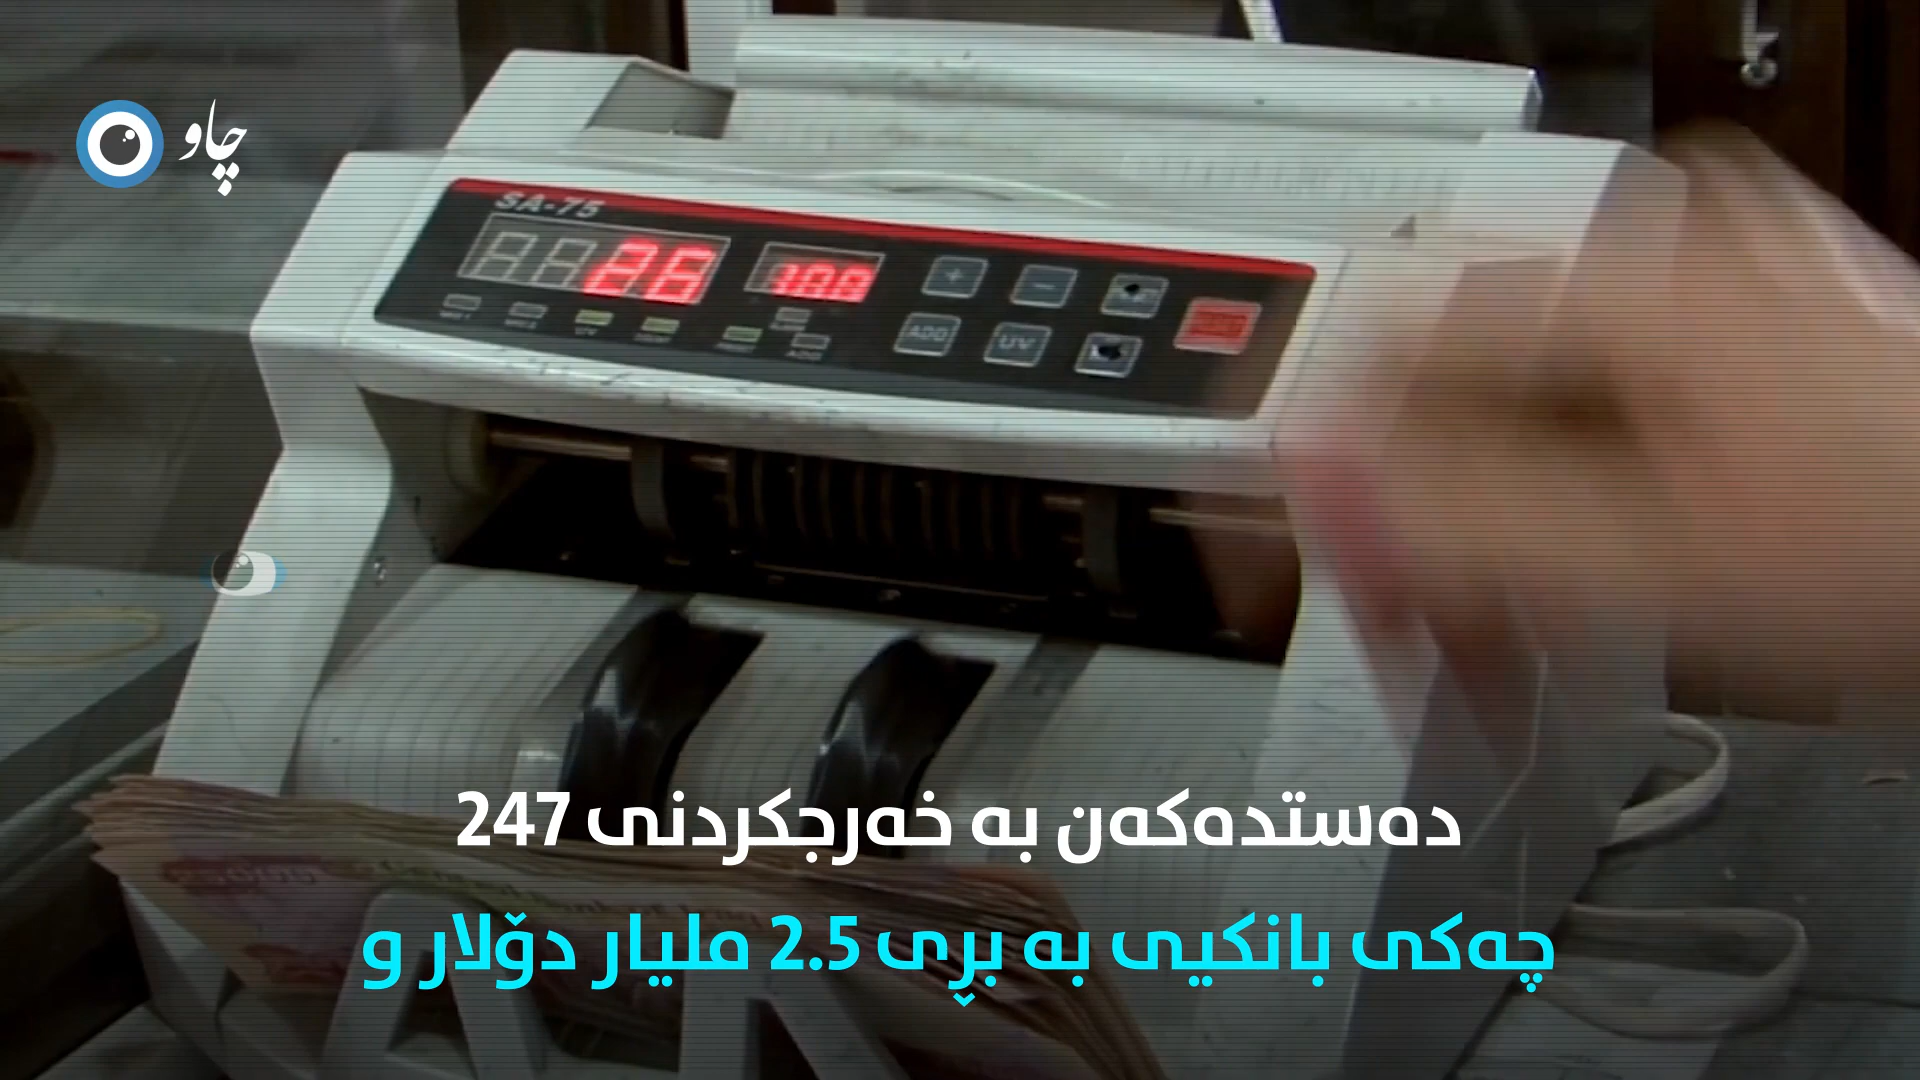 چاو
SA-75
26
100
+
-
ADD
UV
دەستدەکەن بە خەرجکردنی 247
چەکی بانکیی بە بڕی 2.5 ملیار دۆلار و